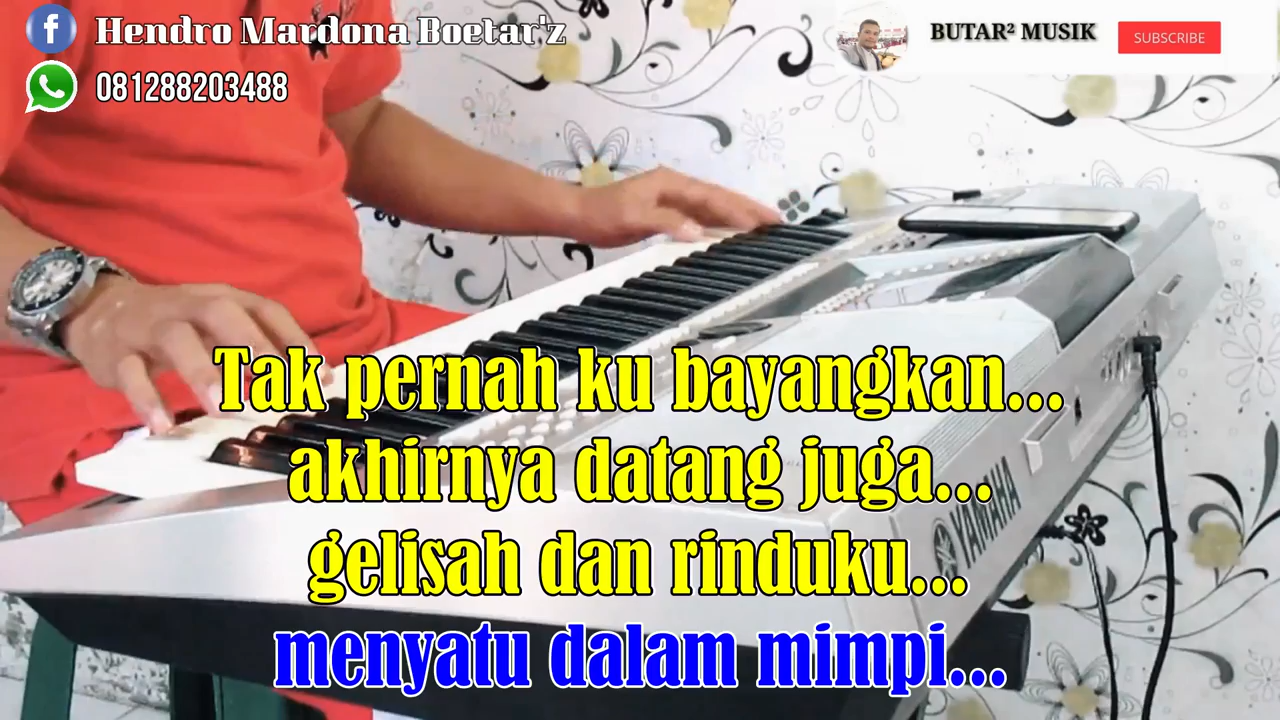 Hendro Mardona Boetar'z
081288203488
BUTAR² MUSIK
SUBSCRIBE
Tak pernah ku bayangkan...
akhirnya datang juga...
gelisah dan rinduku...
menyatu dalam mimpi...
YAMAHA